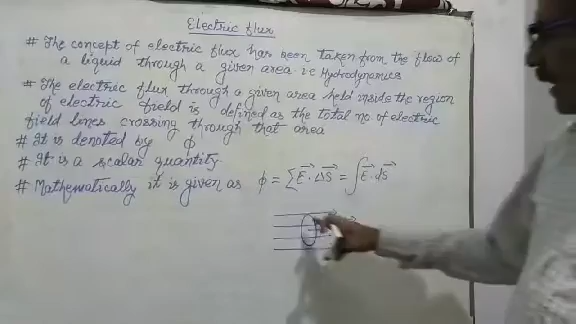 Electric flux
# The concept of electric flux has been taken from the flow of
a liquid through a given area i.e Hydrodynamics
# The electric flux through a given area held inside the region
of electric field is defined as the total no of electric
field lones crossing through that area
# It is denoted by ϕ
# It is a scalar quantity
# Mathematically it is given as ϕ = ∑E⃗. ΔS⃗ = ∫E⃗. dS⃗